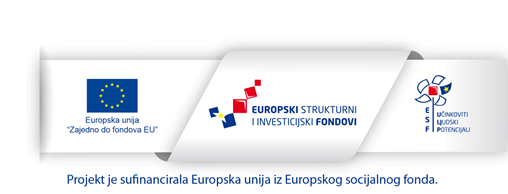 Europska unija
"Zajedno do fondova EU"
EUROPSKI STRUKTURNI
I INVESTICIJSKI FONDOVI
ESF
UČINKOVITI
LJUDSKI
POTENCIJALI
Projekt je sufinancirala Europska unija iz Europskog socijalnog fonda.